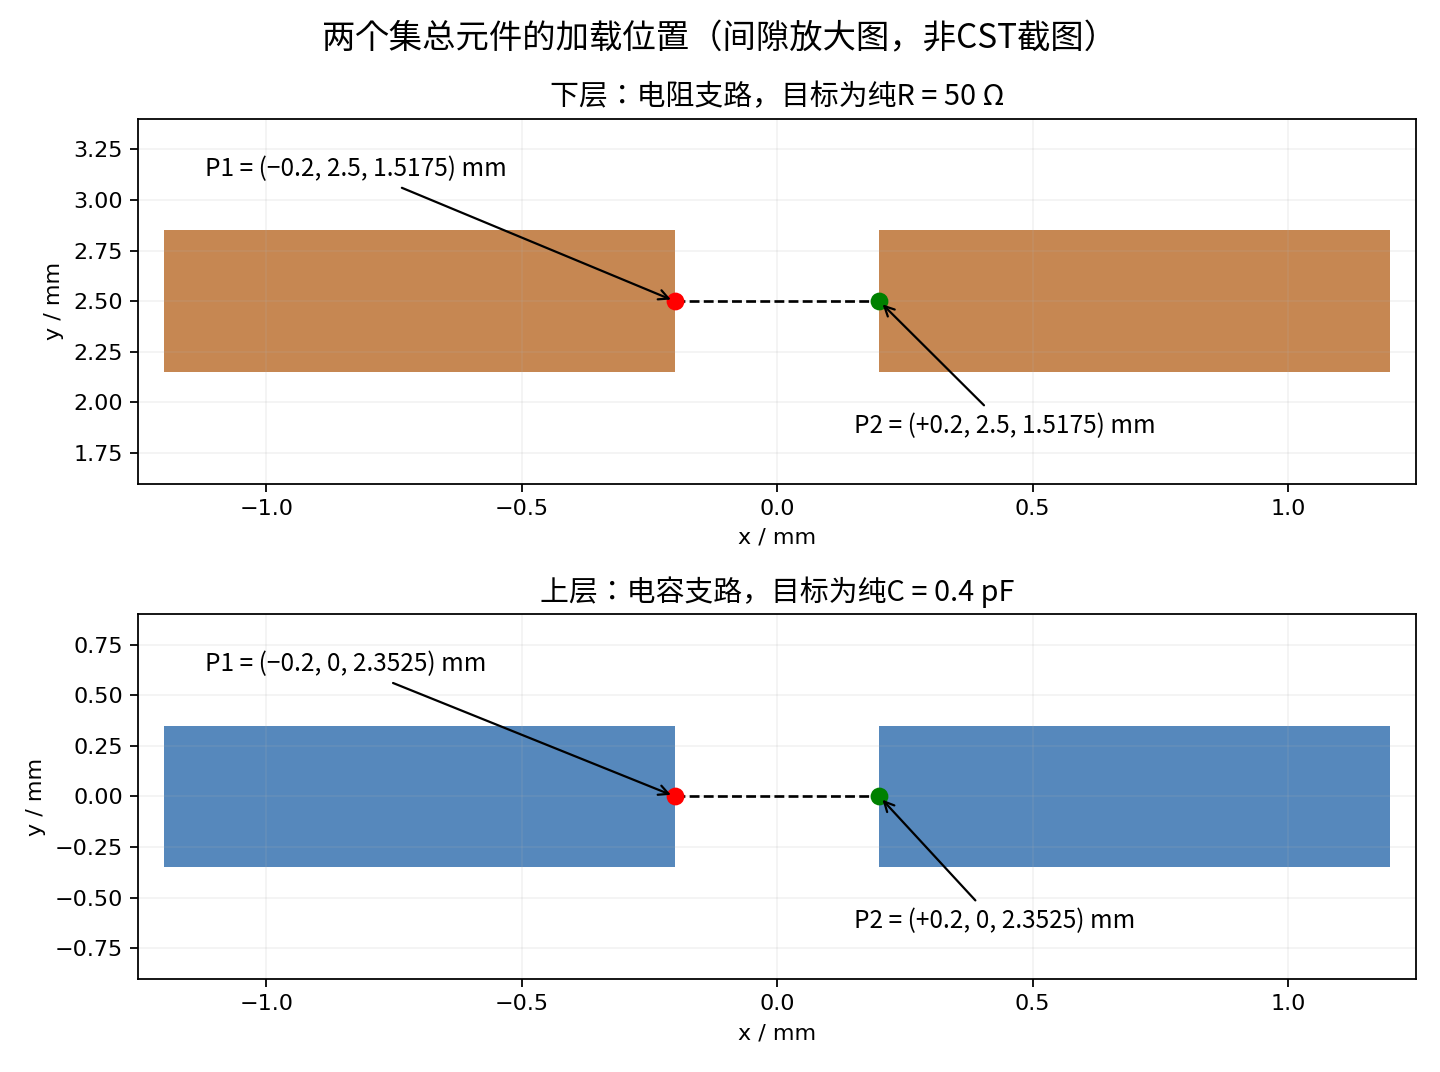 两个集总元件的加载位置（间隙放大图，非CST截图）
下层：电阻支路，目标为纯R = 50 Ω
P1 = (−0.2, 2.5, 1.5175) mm
P2 = (+0.2, 2.5, 1.5175) mm
y / mm
3.25
3.00
2.75
2.50
2.25
2.00
1.75
−1.0 −0.5 0.0 0.5 1.0
x / mm
上层：电容支路，目标为纯C = 0.4 pF
P1 = (−0.2, 0, 2.3525) mm
P2 = (+0.2, 0, 2.3525) mm
y / mm
0.75
0.50
0.25
0.00
−0.25
−0.50
−0.75
−1.0 −0.5 0.0 0.5 1.0
x / mm